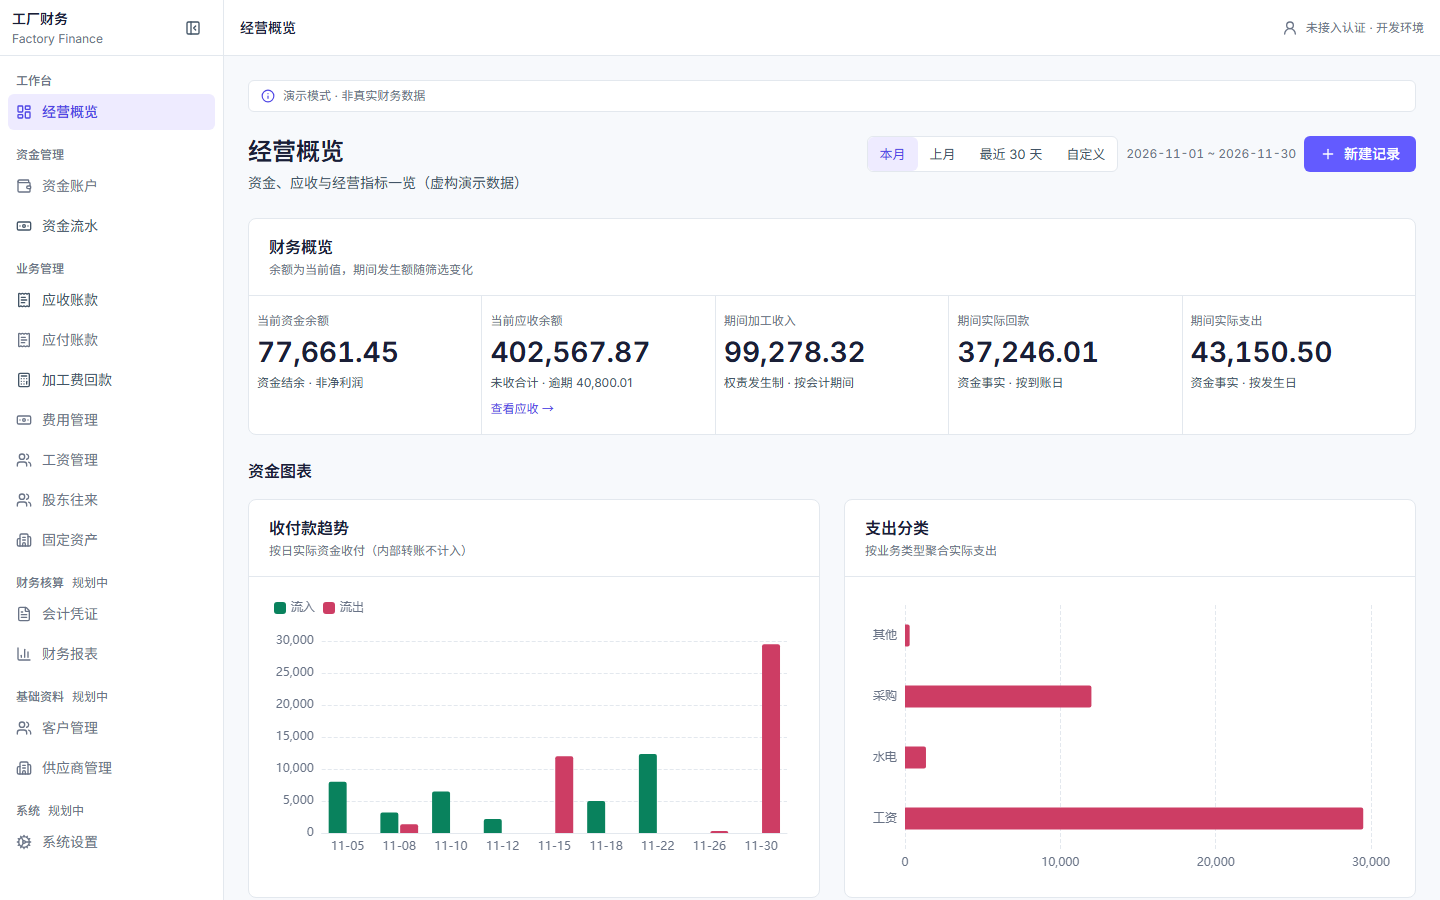 工厂财务
Factory Finance
经营概览
未接入认证 · 开发环境
工作台
经营概览
资金管理
资金账户
资金流水
业务管理
应收账款
应付账款
加工费回款
费用管理
工资管理
股东往来
固定资产
财务核算 规划中
会计凭证
财务报表
基础资料 规划中
客户管理
供应商管理
系统 规划中
系统设置
演示模式 · 非真实财务数据
经营概览
资金、应收与经营指标一览（虚构演示数据）
本月 上月 最近 30 天 自定义 2026-11-01 ~ 2026-11-30 新建记录
财务概览
余额为当前值，期间发生额随筛选变化
当前资金余额
77,661.45
资金结余 · 非净利润
当前应收余额
402,567.87
未收合计 · 逾期 40,800.01
查看应收 →
期间加工收入
99,278.32
权责发生制 · 按会计期间
期间实际回款
37,246.01
资金事实 · 按到账日
期间实际支出
43,150.50
资金事实 · 按发生日
资金图表
收付款趋势
按日实际资金收付（内部转账不计入）
流入 流出
30,000
25,000
20,000
15,000
10,000
5,000
0
11-05 11-08 11-10 11-12 11-15 11-18 11-22 11-26 11-30
支出分类
按业务类型聚合实际支出
其他
采购
水电
工资
0 10,000 20,000 30,000